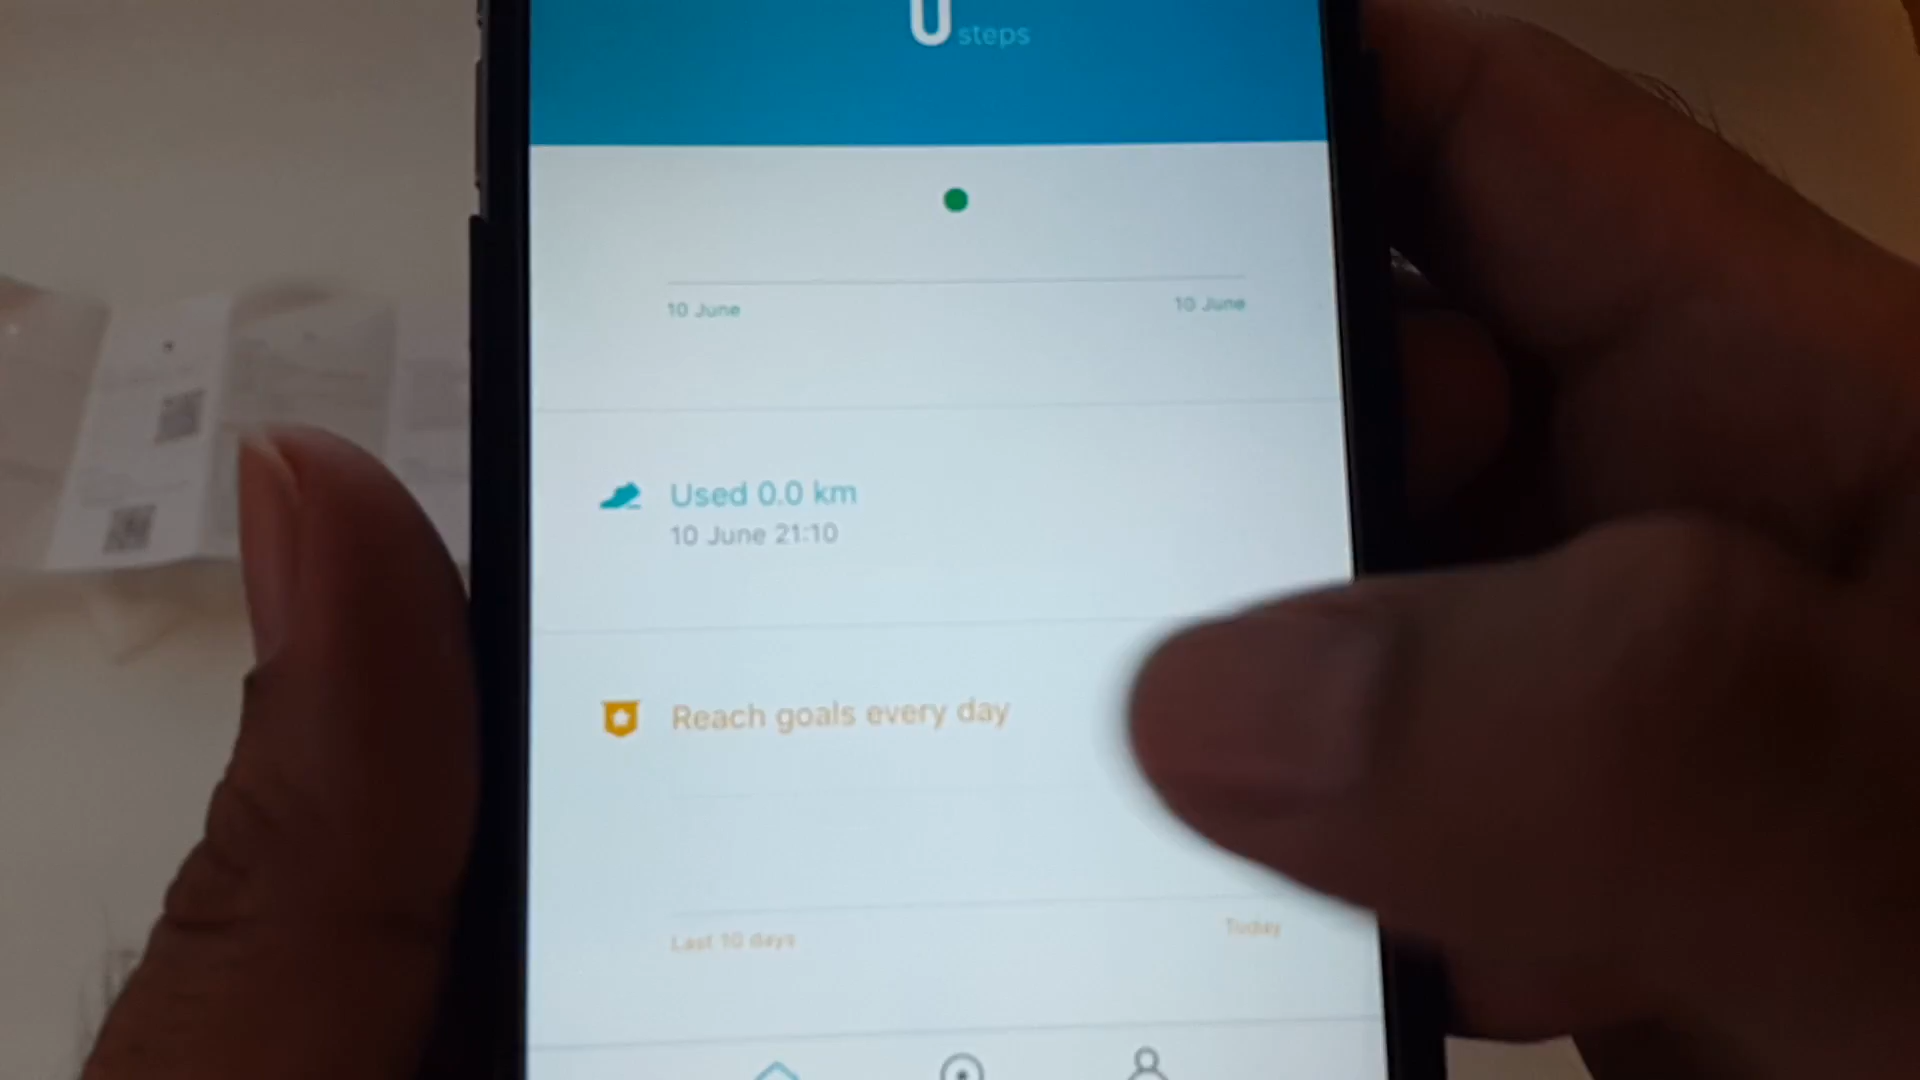 0 steps
10 June
10 June
Used 0.0 km
10 June 21:10
Reach goals every day
Last 10 days
Today